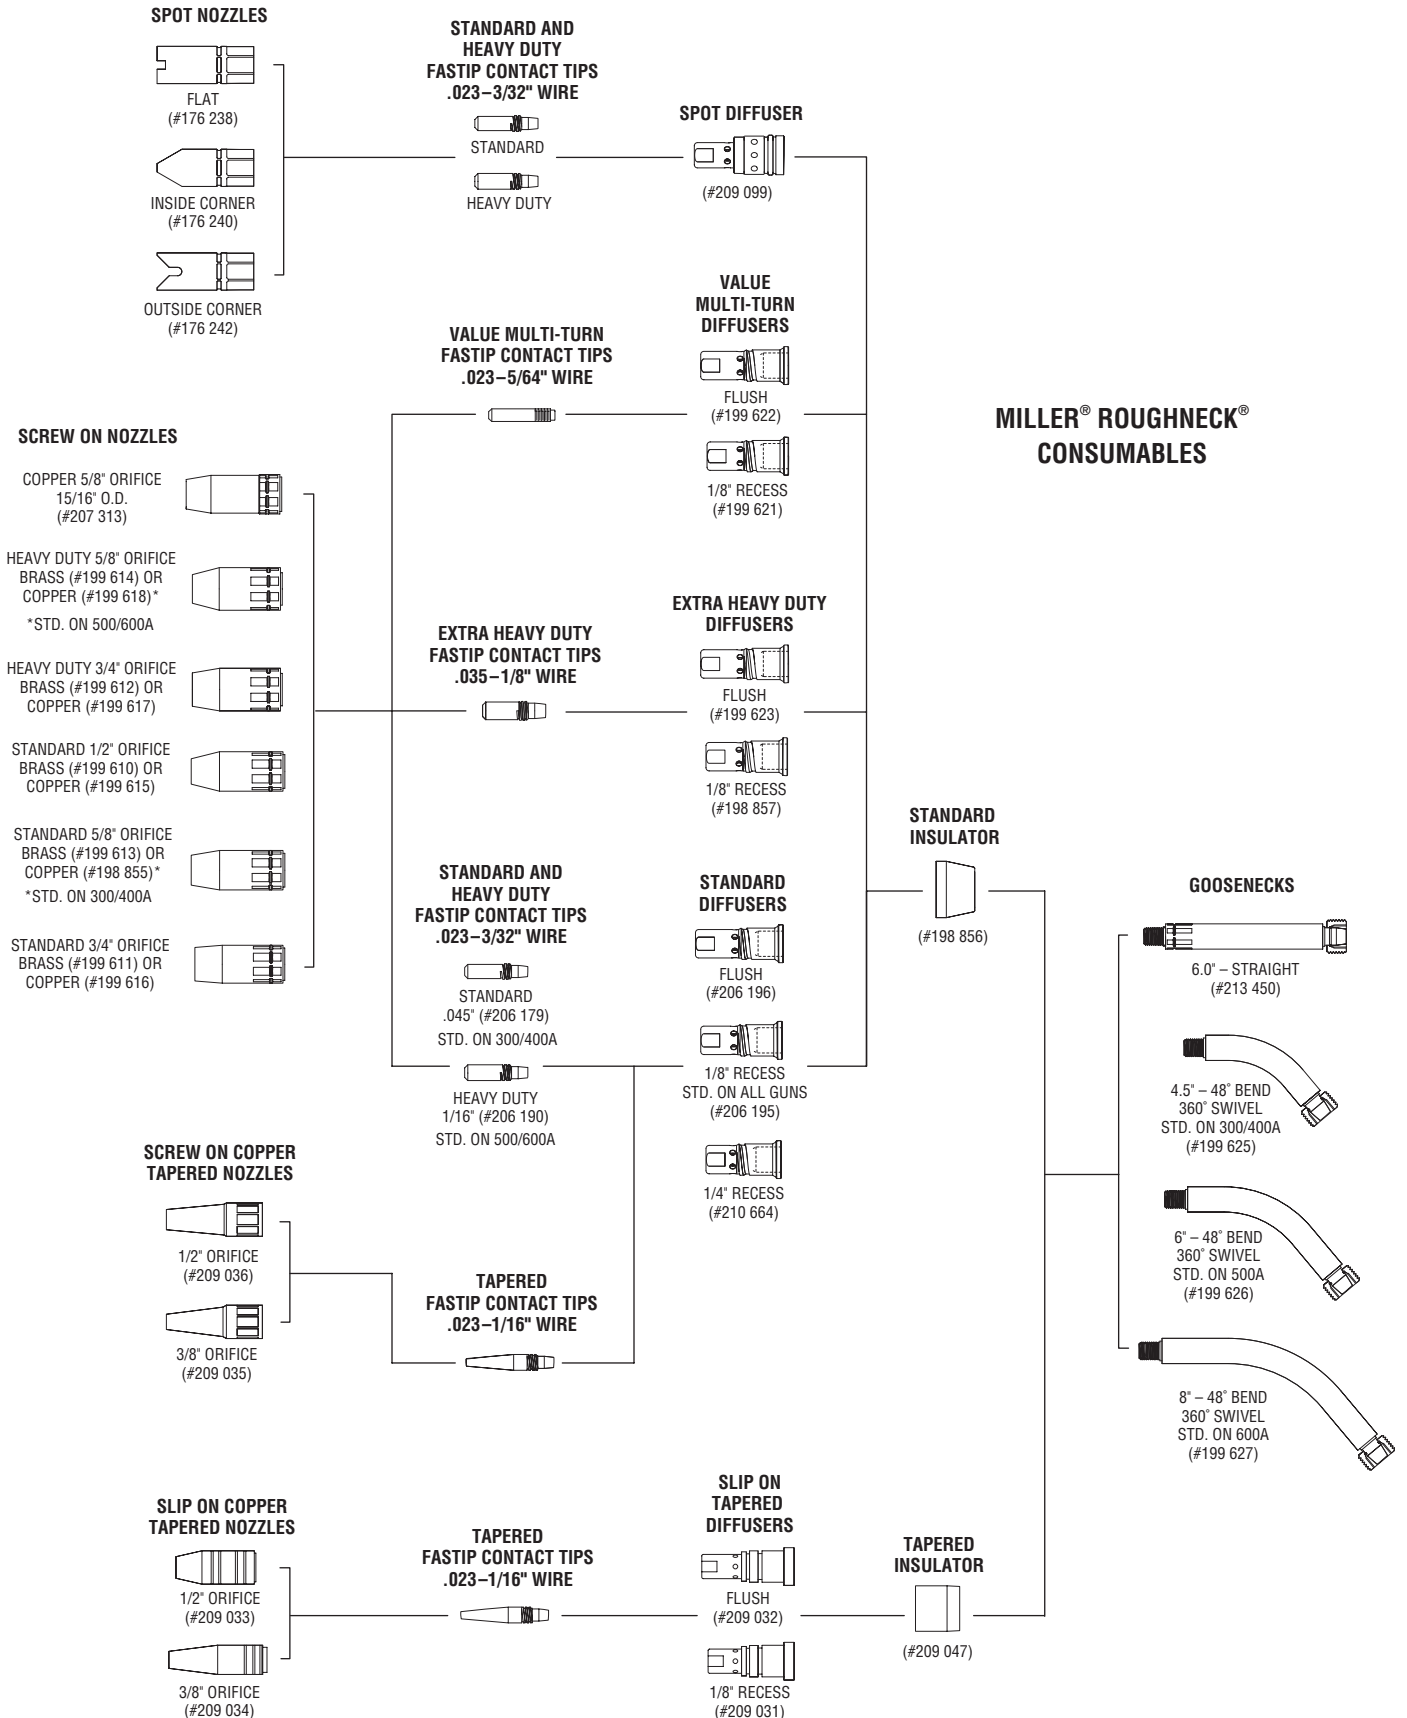 SPOT NOZZLES
FLAT
(#176 238)
INSIDE CORNER
(#176 240)
OUTSIDE CORNER
(#176 242)
STANDARD AND
HEAVY DUTY
FASTIP CONTACT TIPS
.023–3/32" WIRE
STANDARD
HEAVY DUTY
SPOT DIFFUSER
(#209 099)
VALUE MULTI-TURN
FASTIP CONTACT TIPS
.023–5/64" WIRE
VALUE
MULTI-TURN
DIFFUSERS
FLUSH
(#199 622)
1/8" RECESS
(#199 621)
MILLER® ROUGHNECK®
CONSUMABLES
SCREW ON NOZZLES
COPPER 5/8" ORIFICE
15/16" O.D.
(#207 313)
HEAVY DUTY 5/8" ORIFICE
BRASS (#199 614) OR
COPPER (#199 618)*
*STD. ON 500/600A
HEAVY DUTY 3/4" ORIFICE
BRASS (#199 612) OR
COPPER (#199 617)
STANDARD 1/2" ORIFICE
BRASS (#199 610) OR
COPPER (#199 615)
STANDARD 5/8" ORIFICE
BRASS (#199 613) OR
COPPER (#198 855)*
*STD. ON 300/400A
STANDARD 3/4" ORIFICE
BRASS (#199 611) OR
COPPER (#199 616)
EXTRA HEAVY DUTY
FASTIP CONTACT TIPS
.035–1/8" WIRE
EXTRA HEAVY DUTY
DIFFUSERS
FLUSH
(#199 623)
1/8" RECESS
(#198 857)
STANDARD AND
HEAVY DUTY
FASTIP CONTACT TIPS
.023–3/32" WIRE
STANDARD
.045" (#206 179)
STD. ON 300/400A
HEAVY DUTY
1/16" (#206 190)
STD. ON 500/600A
STANDARD
DIFFUSERS
FLUSH
(#206 196)
1/8" RECESS
STD. ON ALL GUNS
(#206 195)
1/4" RECESS
(#210 664)
STANDARD
INSULATOR
(#198 856)
GOOSENECKS
6.0" – STRAIGHT
(#213 450)
4.5" – 48° BEND
360° SWIVEL
STD. ON 300/400A
(#199 625)
6" – 48° BEND
360° SWIVEL
STD. ON 500A
(#199 626)
8" – 48° BEND
360° SWIVEL
STD. ON 600A
(#199 627)
SCREW ON COPPER
TAPERED NOZZLES
1/2" ORIFICE
(#209 036)
3/8" ORIFICE
(#209 035)
TAPERED
FASTIP CONTACT TIPS
.023–1/16" WIRE
SLIP ON COPPER
TAPERED NOZZLES
1/2" ORIFICE
(#209 033)
3/8" ORIFICE
(#209 034)
TAPERED
FASTIP CONTACT TIPS
.023–1/16" WIRE
SLIP ON
TAPERED
DIFFUSERS
FLUSH
(#209 032)
1/8" RECESS
(#209 031)
TAPERED
INSULATOR
(#209 047)